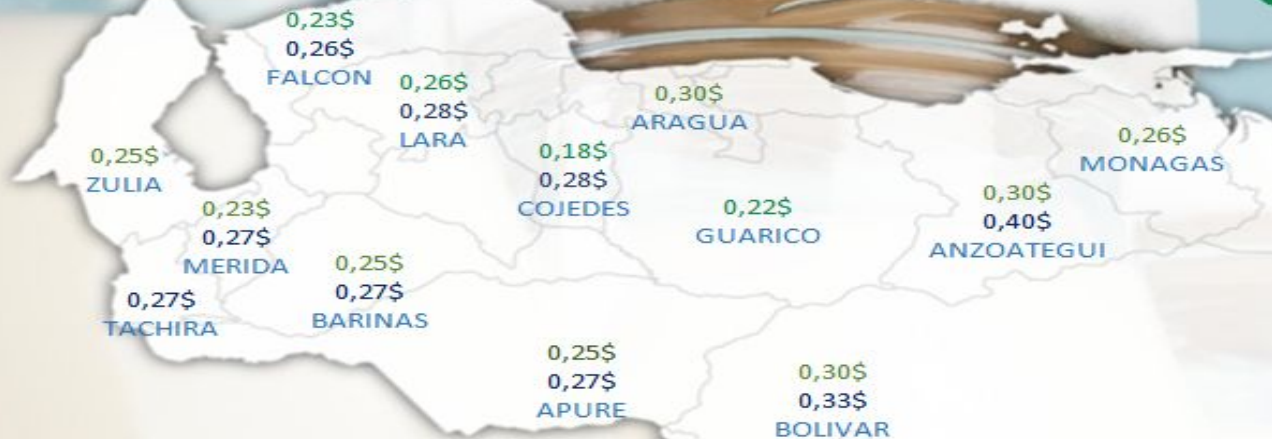 0,23$
0,26$
FALCON
0,26$
0,28$
LARA
0,30$
ARAGUA
0,26$
MONAGAS
0,25$
ZULIA
0,18$
0,28$
COJEDES
0,30$
0,40$
ANZOATEGUI
0,22$
GUARICO
0,23$
0,27$
MERIDA
0,25$
0,27$
BARINAS
0,27$
TACHIRA
0,25$
0,27$
APURE
0,30$
0,33$
BOLIVAR